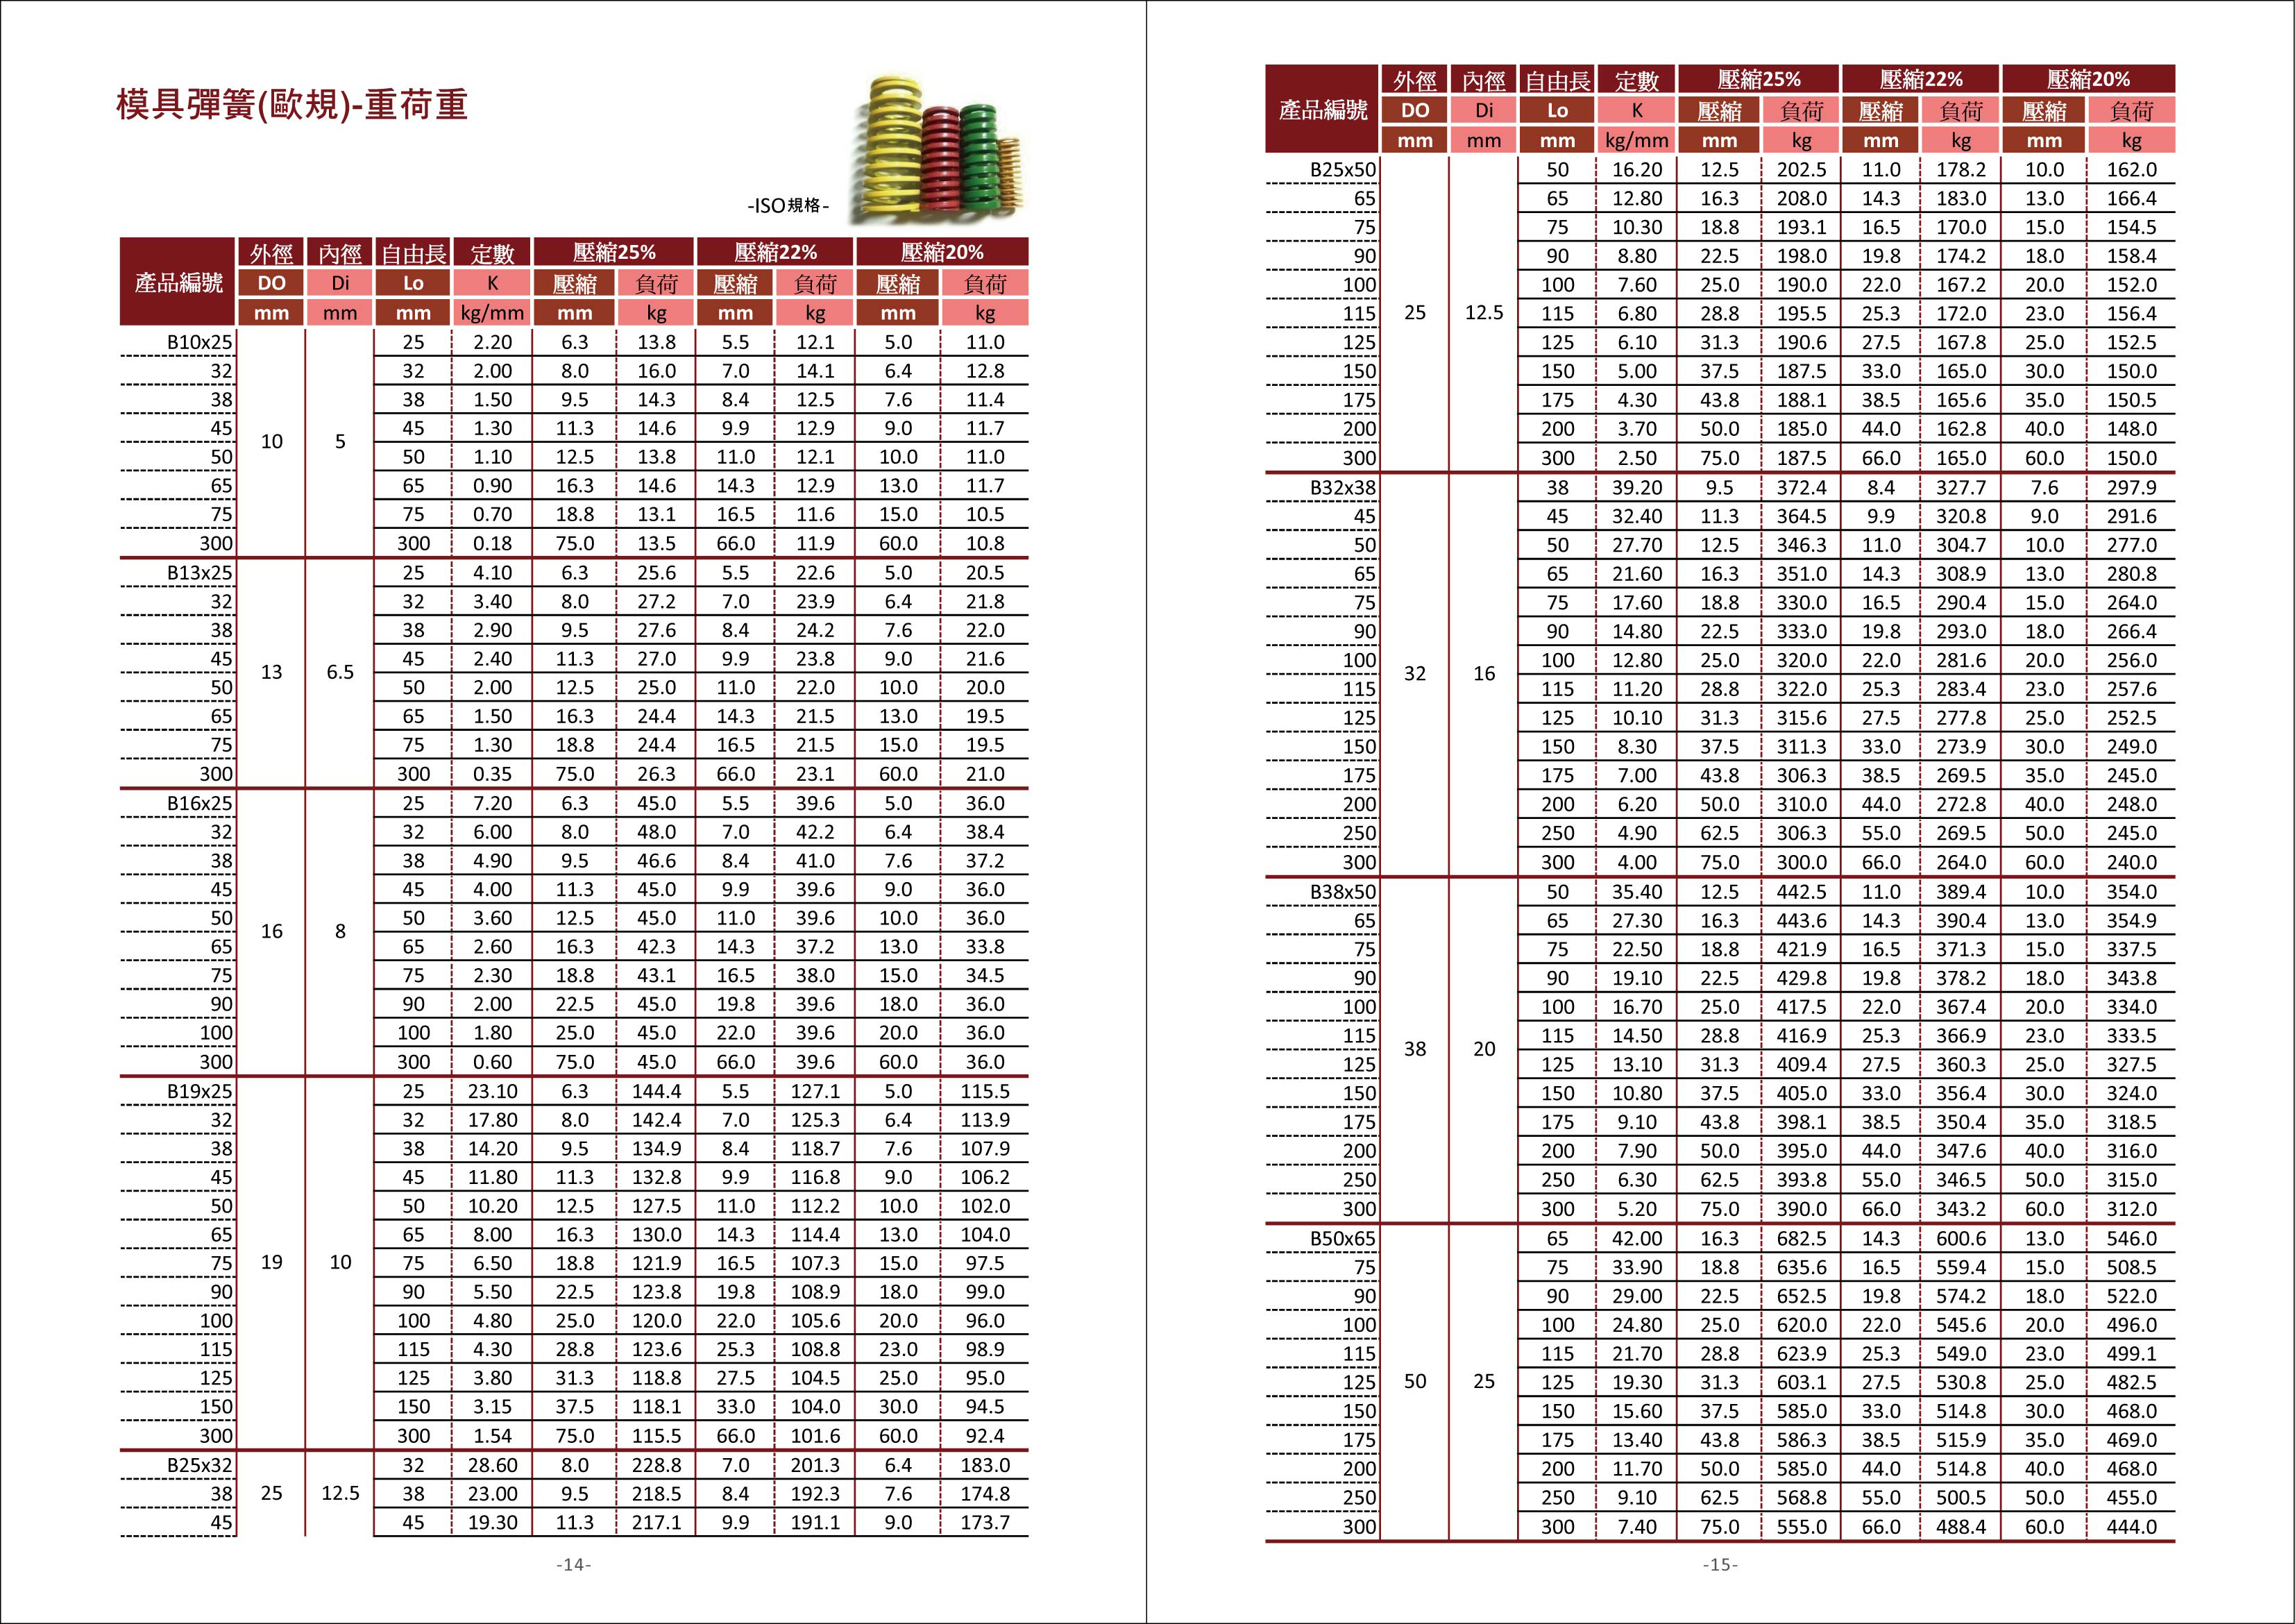 模具彈簧(歐規)-重荷重
-ISO規格-
產品編號 外徑 內徑 自由長 定數 壓縮25% 壓縮22% 壓縮20%
DO Di Lo K 壓縮 負荷 壓縮 負荷 壓縮 負荷
mm mm mm kg/mm mm kg mm kg mm kg
B10x25 25 2.20 6.3 13.8 5.5 12.1 5.0 11.0
32 32 2.00 8.0 16.0 7.0 14.1 6.4 12.8
38 38 1.50 9.5 14.3 8.4 12.5 7.6 11.4
45 10 5 45 1.30 11.3 14.6 9.9 12.9 9.0 11.7
50 50 1.10 12.5 13.8 11.0 12.1 10.0 11.0
65 65 0.90 16.3 14.6 14.3 12.9 13.0 11.7
75 75 0.70 18.8 13.1 16.5 11.6 15.0 10.5
300 300 0.18 75.0 13.5 66.0 11.9 60.0 10.8
B13x25 25 4.10 6.3 25.6 5.5 22.6 5.0 20.5
32 32 3.40 8.0 27.2 7.0 23.9 6.4 21.8
38 38 2.90 9.5 27.6 8.4 24.2 7.6 22.0
45 13 6.5 45 2.40 11.3 27.0 9.9 23.8 9.0 21.6
50 50 2.00 12.5 25.0 11.0 22.0 10.0 20.0
65 65 1.50 16.3 24.4 14.3 21.5 13.0 19.5
75 75 1.30 18.8 24.4 16.5 21.5 15.0 19.5
300 300 0.35 75.0 26.3 66.0 23.1 60.0 21.0
B16x25 25 7.20 6.3 45.0 5.5 39.6 5.0 36.0
32 32 6.00 8.0 48.0 7.0 42.2 6.4 38.4
38 38 4.90 9.5 46.6 8.4 41.0 7.6 37.2
45 45 4.00 11.3 45.0 9.9 39.6 9.0 36.0
50 16 8 50 3.60 12.5 45.0 11.0 39.6 10.0 36.0
65 65 2.60 16.3 42.3 14.3 37.2 13.0 33.8
75 75 2.30 18.8 43.1 16.5 38.0 15.0 34.5
90 90 2.00 22.5 45.0 19.8 39.6 18.0 36.0
100 100 1.80 25.0 45.0 22.0 39.6 20.0 36.0
300 300 0.60 75.0 45.0 66.0 39.6 60.0 36.0
B19x25 25 23.10 6.3 144.4 5.5 127.1 5.0 115.5
32 32 17.80 8.0 142.4 7.0 125.3 6.4 113.9
38 38 14.20 9.5 134.9 8.4 118.7 7.6 107.9
45 45 11.80 11.3 132.8 9.9 116.8 9.0 106.2
50 50 10.20 12.5 127.5 11.0 112.2 10.0 102.0
65 65 8.00 16.3 130.0 14.3 114.4 13.0 104.0
75 19 10 75 6.50 18.8 121.9 16.5 107.3 15.0 97.5
90 90 5.50 22.5 123.8 19.8 108.9 18.0 99.0
100 100 4.80 25.0 120.0 22.0 105.6 20.0 96.0
115 115 4.30 28.8 123.6 25.3 108.8 23.0 98.9
125 125 3.80 31.3 118.8 27.5 104.5 25.0 95.0
150 150 3.15 37.5 118.1 33.0 104.0 30.0 94.5
300 300 1.54 75.0 115.5 66.0 101.6 60.0 92.4
B25x32 32 28.60 8.0 228.8 7.0 201.3 6.4 183.0
38 25 12.5 38 23.00 9.5 218.5 8.4 192.3 7.6 174.8
45 45 19.30 11.3 217.1 9.9 191.1 9.0 173.7
-14-
產品編號 外徑 內徑 自由長 定數 壓縮25% 壓縮22% 壓縮20%
DO Di Lo K 壓縮 負荷 壓縮 負荷 壓縮 負荷
mm mm mm kg/mm mm kg mm kg mm kg
B25x50 50 16.20 12.5 202.5 11.0 178.2 10.0 162.0
65 65 12.80 16.3 208.0 14.3 183.0 13.0 166.4
75 75 10.30 18.8 193.1 16.5 170.0 15.0 154.5
90 90 8.80 22.5 198.0 19.8 174.2 18.0 158.4
100 100 7.60 25.0 190.0 22.0 167.2 20.0 152.0
115 25 12.5 115 6.80 28.8 195.5 25.3 172.0 23.0 156.4
125 125 6.10 31.3 190.6 27.5 167.8 25.0 152.5
150 150 5.00 37.5 187.5 33.0 165.0 30.0 150.0
175 175 4.30 43.8 188.1 38.5 165.6 35.0 150.5
200 200 3.70 50.0 185.0 44.0 162.8 40.0 148.0
300 300 2.50 75.0 187.5 66.0 165.0 60.0 150.0
B32x38 38 39.20 9.5 372.4 8.4 327.7 7.6 297.9
45 45 32.40 11.3 364.5 9.9 320.8 9.0 291.6
50 50 27.70 12.5 346.3 11.0 304.7 10.0 277.0
65 65 21.60 16.3 351.0 14.3 308.9 13.0 280.8
75 75 17.60 18.8 330.0 16.5 290.4 15.0 264.0
90 90 14.80 22.5 333.0 19.8 293.0 18.0 266.4
100 32 16 100 12.80 25.0 320.0 22.0 281.6 20.0 256.0
115 115 11.20 28.8 322.0 25.3 283.4 23.0 257.6
125 125 10.10 31.3 315.6 27.5 277.8 25.0 252.5
150 150 8.30 37.5 311.3 33.0 273.9 30.0 249.0
175 175 7.00 43.8 306.3 38.5 269.5 35.0 245.0
200 200 6.20 50.0 310.0 44.0 272.8 40.0 248.0
250 250 4.90 62.5 306.3 55.0 269.5 50.0 245.0
300 300 4.00 75.0 300.0 66.0 264.0 60.0 240.0
B38x50 50 35.40 12.5 442.5 11.0 389.4 10.0 354.0
65 65 27.30 16.3 443.6 14.3 390.4 13.0 354.9
75 75 22.50 18.8 421.9 16.5 371.3 15.0 337.5
90 90 19.10 22.5 429.8 19.8 378.2 18.0 343.8
100 100 16.70 25.0 417.5 22.0 367.4 20.0 334.0
115 38 20 115 14.50 28.8 416.9 25.3 366.9 23.0 333.5
125 125 13.10 31.3 409.4 27.5 360.3 25.0 327.5
150 150 10.80 37.5 405.0 33.0 356.4 30.0 324.0
175 175 9.10 43.8 398.1 38.5 350.4 35.0 318.5
200 200 7.90 50.0 395.0 44.0 347.6 40.0 316.0
250 250 6.30 62.5 393.8 55.0 346.5 50.0 315.0
300 300 5.20 75.0 390.0 66.0 343.2 60.0 312.0
B50x65 65 42.00 16.3 682.5 14.3 600.6 13.0 546.0
75 75 33.90 18.8 635.6 16.5 559.4 15.0 508.5
90 90 29.00 22.5 652.5 19.8 574.2 18.0 522.0
100 100 24.80 25.0 620.0 22.0 545.6 20.0 496.0
115 115 21.70 28.8 623.9 25.3 549.0 23.0 499.1
125 50 25 125 19.30 31.3 603.1 27.5 530.8 25.0 482.5
150 150 15.60 37.5 585.0 33.0 514.8 30.0 468.0
175 175 13.40 43.8 586.3 38.5 515.9 35.0 469.0
200 200 11.70 50.0 585.0 44.0 514.8 40.0 468.0
250 250 9.10 62.5 568.8 55.0 500.5 50.0 455.0
300 300 7.40 75.0 555.0 66.0 488.4 60.0 444.0
-15-